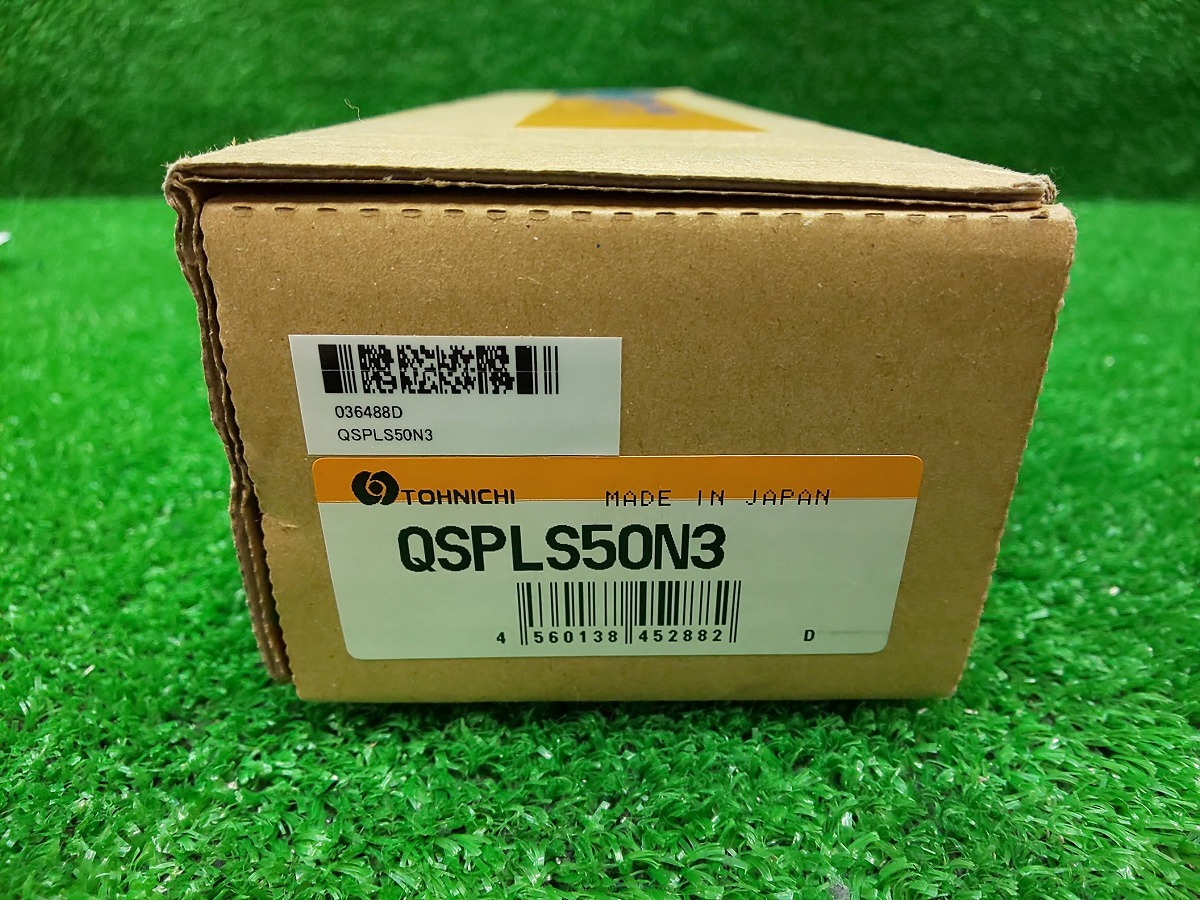 036488D
QSPLS50N3
TOHNICHI MADE IN JAPAN
QSPLS50N3
4 560138 452882 D